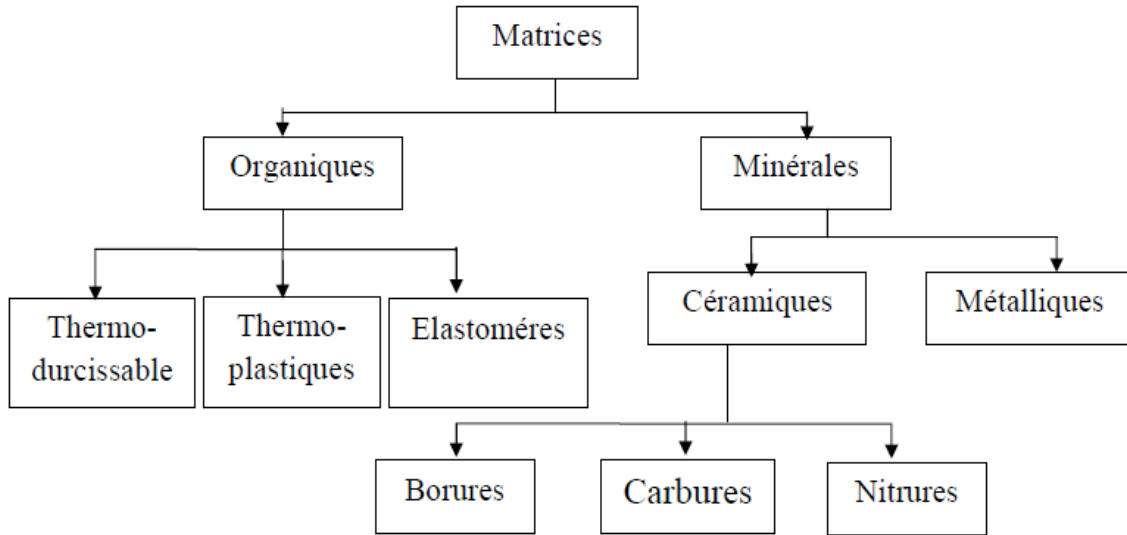 Matrices
Organiques
Minérales
Thermo-
durcissable
Thermo-
plastiques
Elastoméres
Céramiques
Métalliques
Borures
Carbures
Nitrures